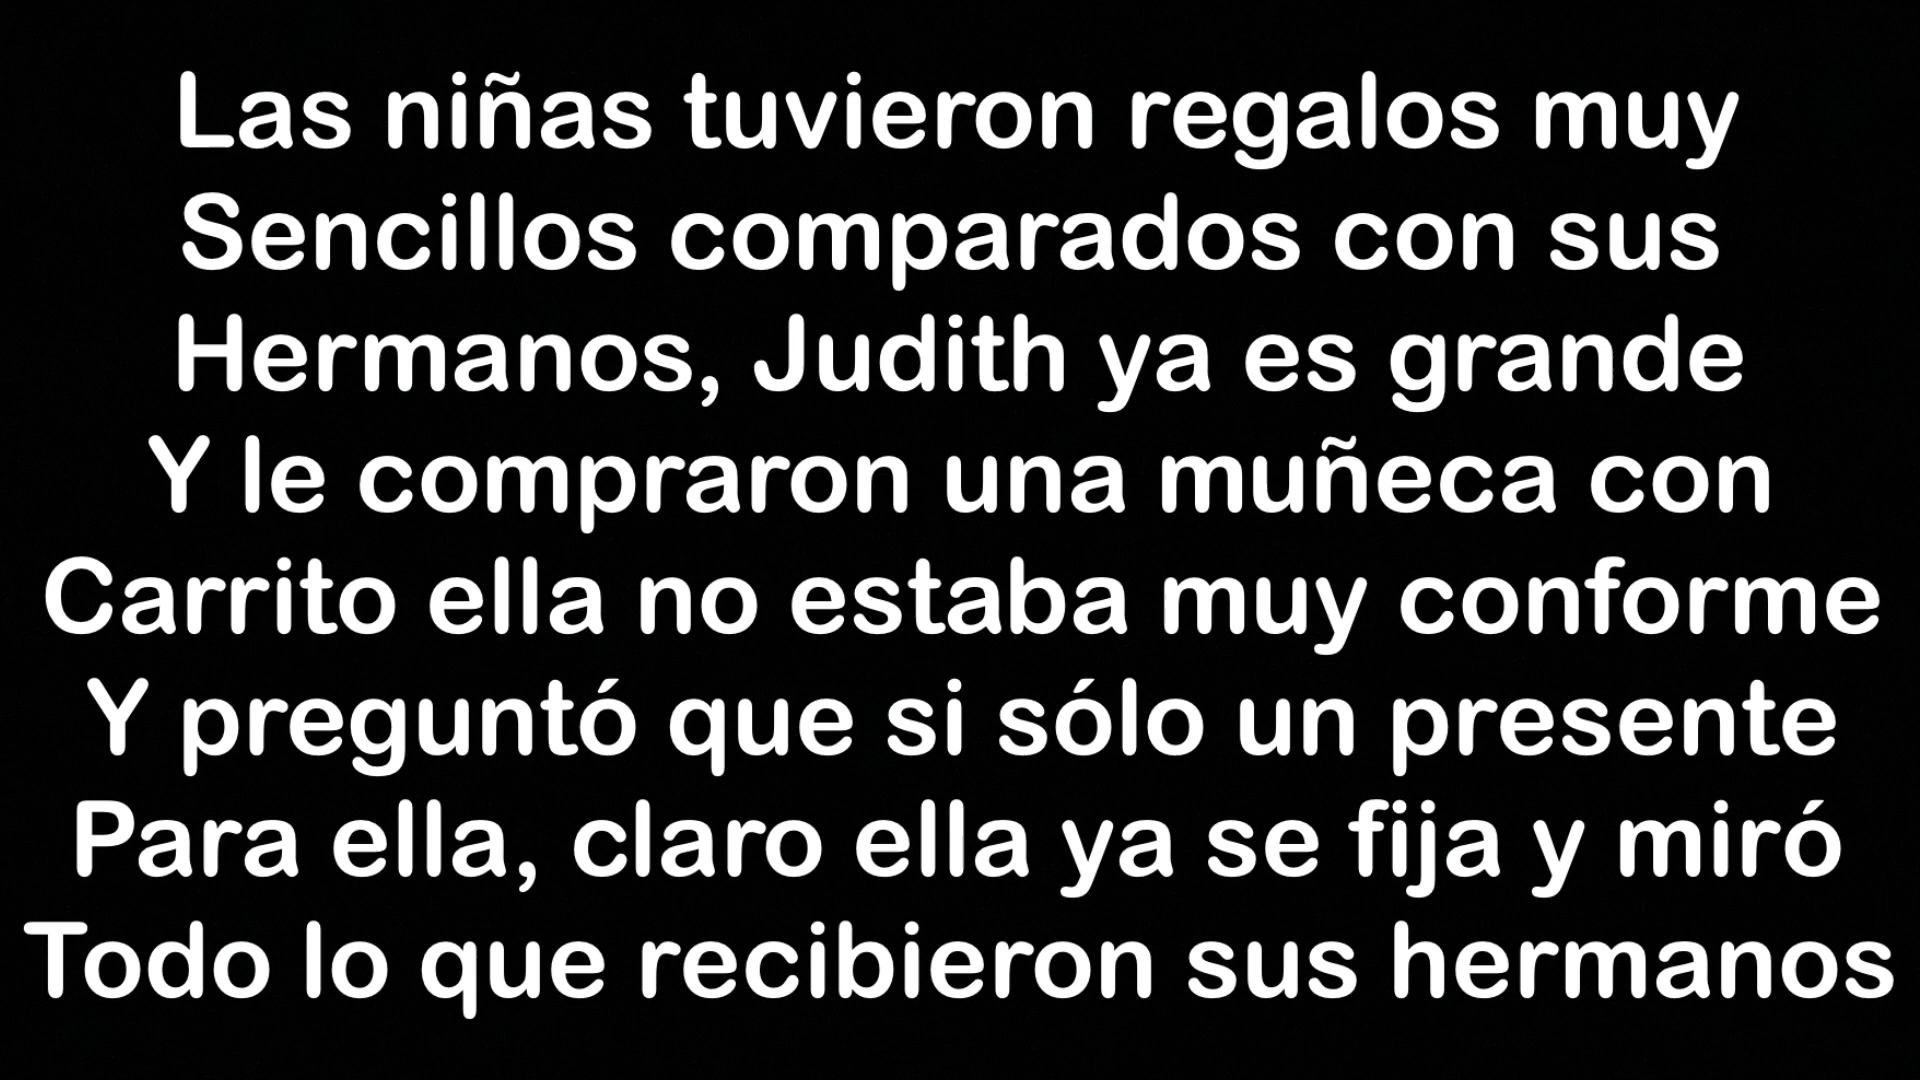 Las niñas tuvieron regalos muy
Sencillos comparados con sus
Hermanos, Judith ya es grande
Y le compraron una muñeca con
Carrito ella no estaba muy conforme
Y preguntó que si sólo un presente
Para ella, claro ella ya se fija y miró
Todo lo que recibieron sus hermanos